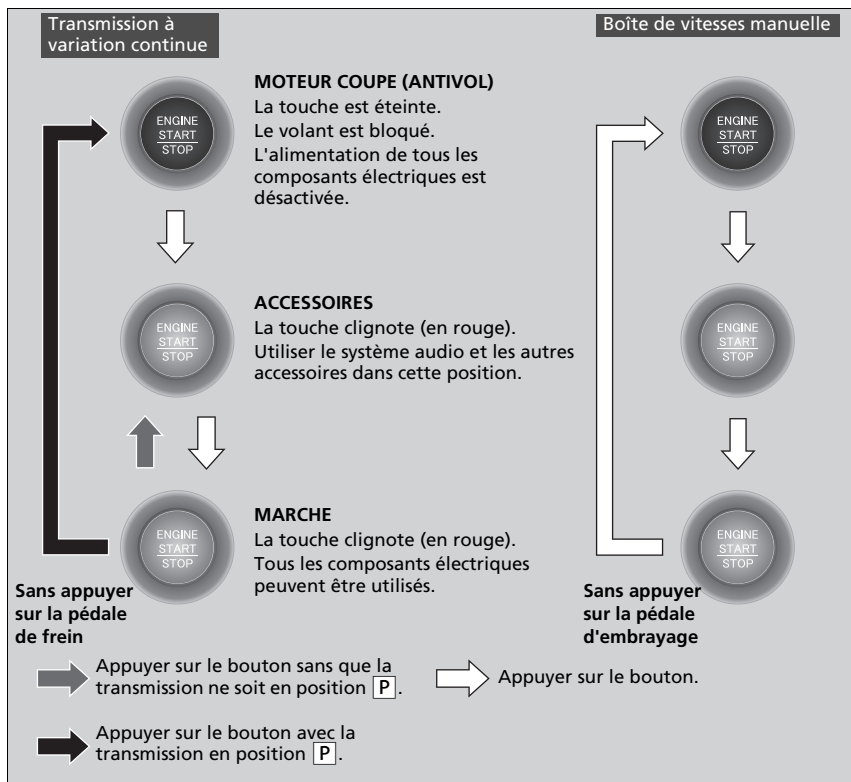 Transmission à
variation continue
Boîte de vitesses manuelle
ENGINE
START
STOP
MOTEUR COUPE (ANTIVOL)
La touche est éteinte.
Le volant est bloqué.
L'alimentation de tous les
composants électriques est
désactivée.
ENGINE
START
STOP
ENGINE
START
STOP
ACCESSOIRES
La touche clignote (en rouge).
Utiliser le système audio et les autres
accessoires dans cette position.
ENGINE
START
STOP
ENGINE
START
STOP
MARCHE
La touche clignote (en rouge).
Tous les composants électriques
peuvent être utilisés.
ENGINE
START
STOP
Sans appuyer
sur la pédale
de frein
Sans appuyer
sur la pédale
d'embrayage
Appuyer sur le bouton sans que la
transmission ne soit en position P.
Appuyer sur le bouton.
Appuyer sur le bouton avec la
transmission en position P.